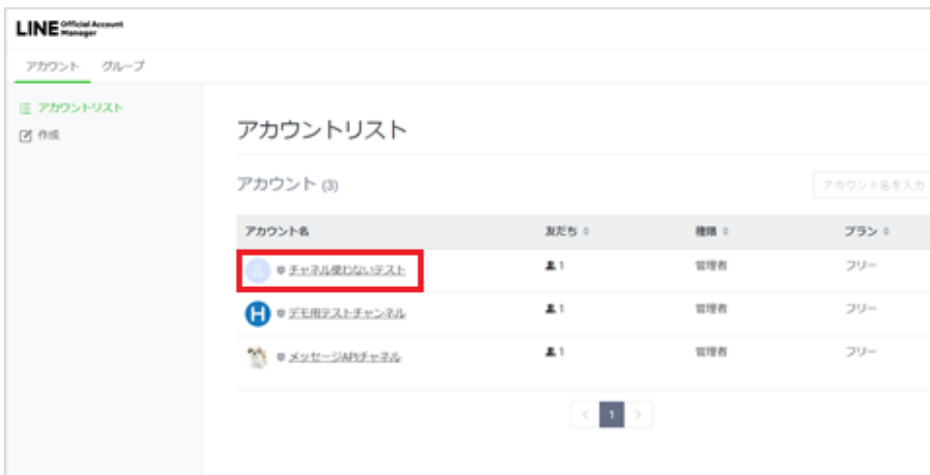 LINE Official Account Manager
アカウント グループ
アカウントリスト
作成
アカウントリスト
アカウント (3)
アカウント名を入力
アカウント名 友だち 権限 プラン
チャネル使わないテスト 1 管理者 フリー
H デモ用テストチャンネル 1 管理者 フリー
メッセージAPIチャネル 1 管理者 フリー
< 1 >